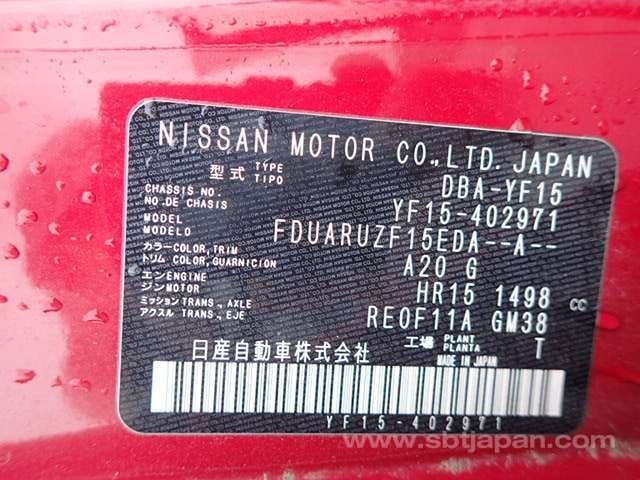 NISSAN MOTOR CO.,LTD. JAPAN
型式 TYPE TIPO DBA-YF15
CHASSIS NO. NO.DE CHASIS YF15-402971
MODEL MODELO FDUARUZF15EDA--A--
カラー COLOR, TRIM トリム COLOR, GUARNICION A20 G
エンジン ENGINE MOTOR HR15 1498 cc
ミッション TRANS., AXLE アクスル TRANS., EJE RE0F11A GM38
工場 PLANT PLANTA T
日産自動車株式会社 MADE IN JAPAN
YF15-402971
www.sbtjapan.com